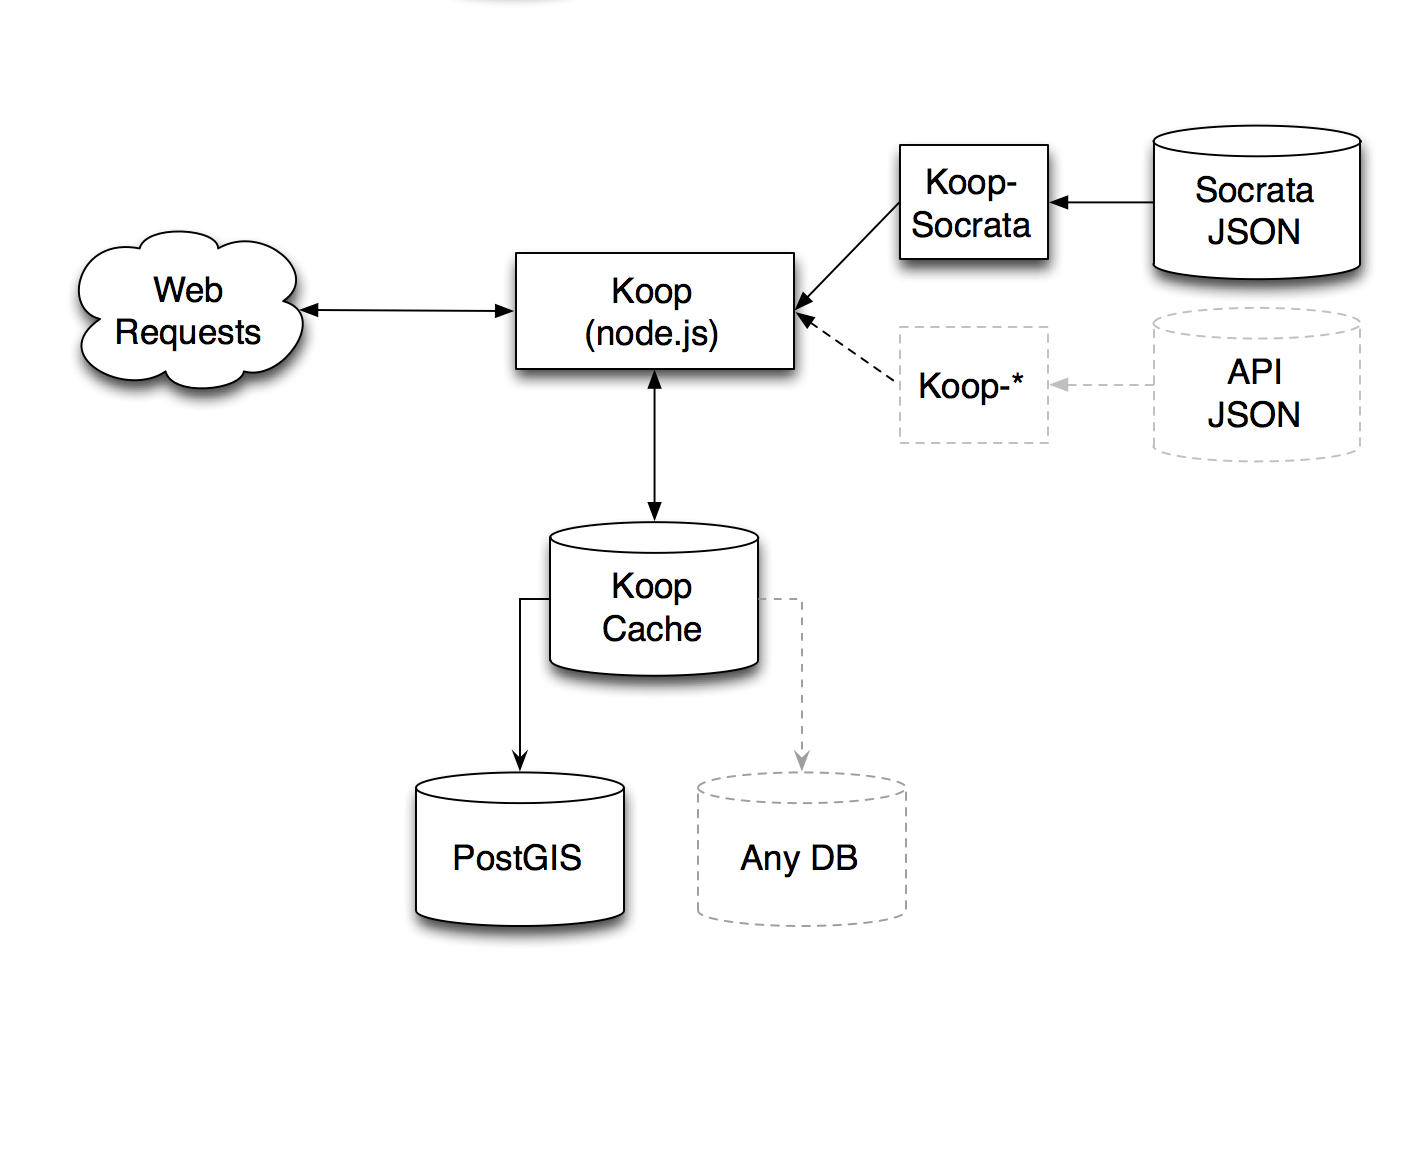 Koop-
Socrata
Socrata
JSON
Web
Requests
Koop
(node.js)
Koop-*
API
JSON
Koop
Cache
PostGIS
Any DB